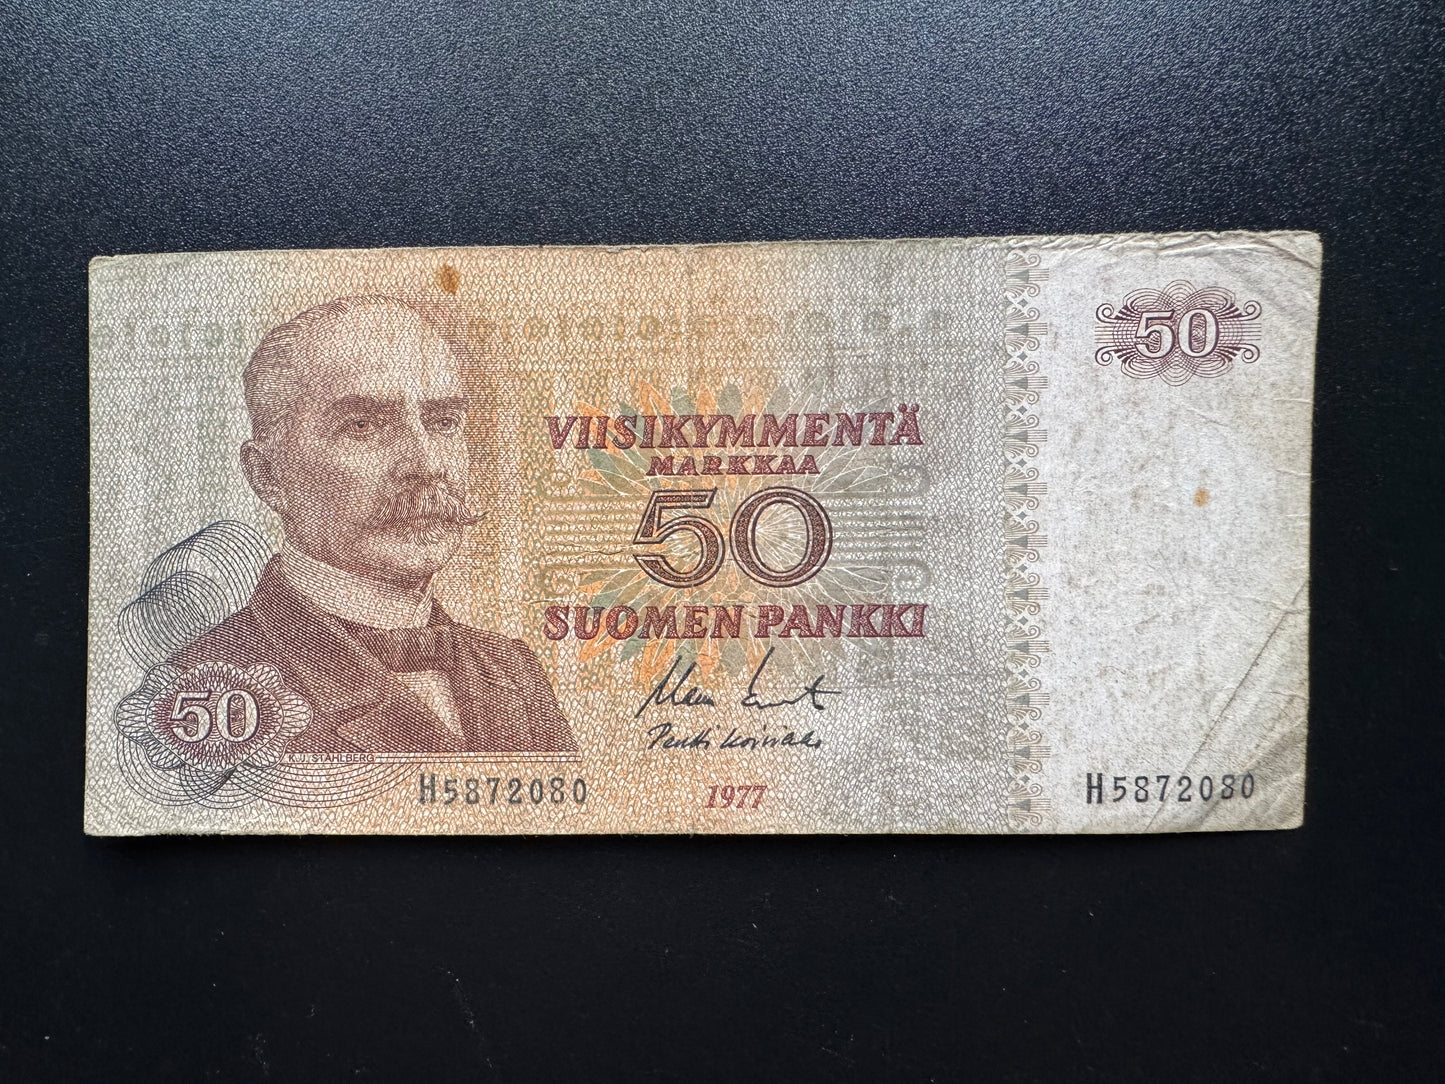 50
VIISIKYMMENTÄ
MARKKAA
50
SUOMEN PANKKI
50
K.J. STÅHLBERG
H5872080
1977
H5872080